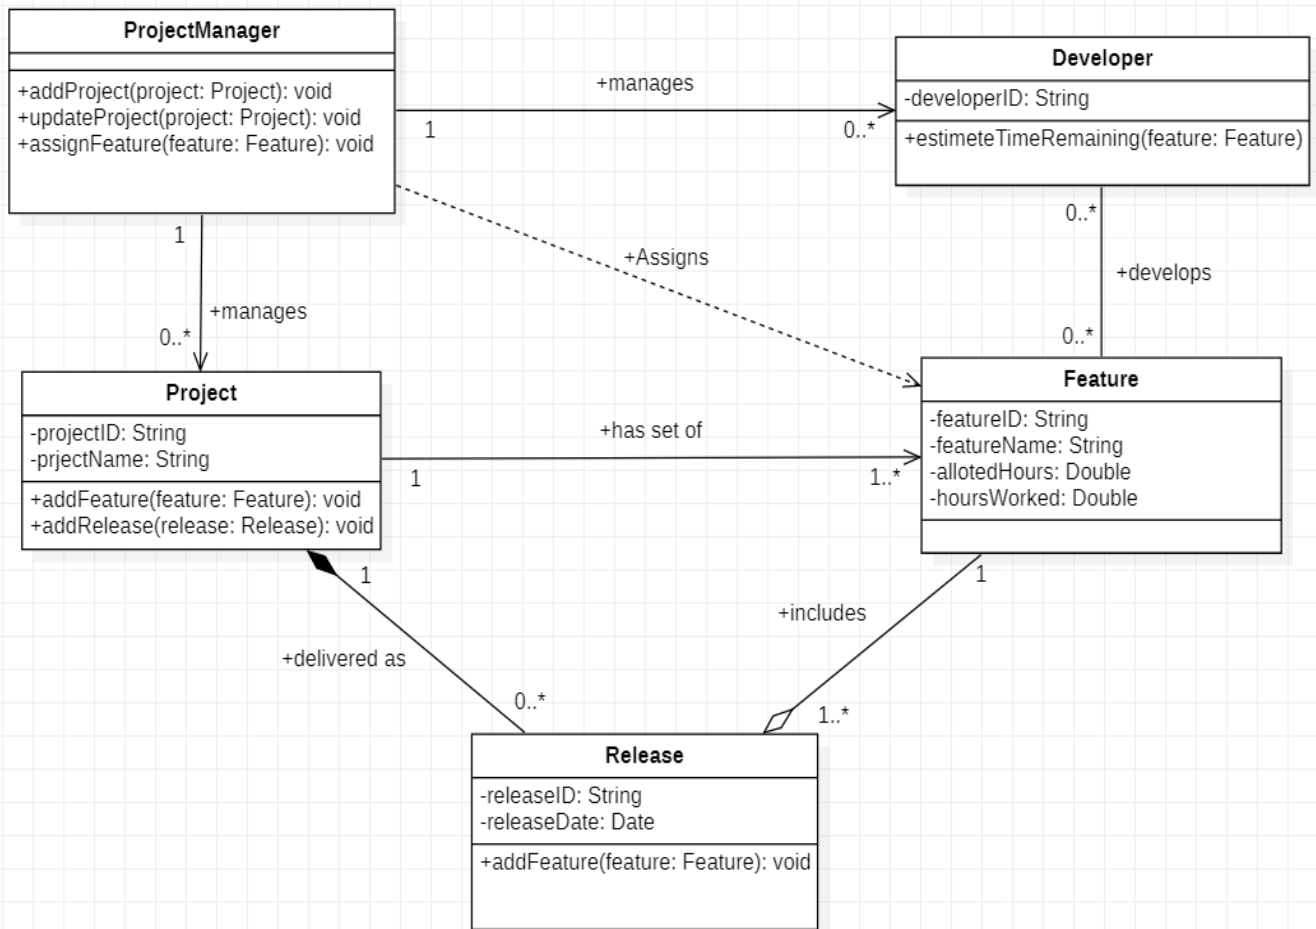 ProjectManager
+addProject(project: Project): void
+updateProject(project: Project): void
+assignFeature(feature: Feature): void
+manages
1
0..*
Developer
-developerID: String
+estimeteTimeRemaining(feature: Feature)
1
+manages
0..*
+Assigns
0..*
+develops
0..*
Project
-projectID: String
-prjectName: String
+addFeature(feature: Feature): void
+addRelease(release: Release): void
+has set of
1
1..*
Feature
-featureID: String
-featureName: String
-allotedHours: Double
-hoursWorked: Double
1
+delivered as
0..*
1
+includes
1..*
Release
-releaseID: String
-releaseDate: Date
+addFeature(feature: Feature): void